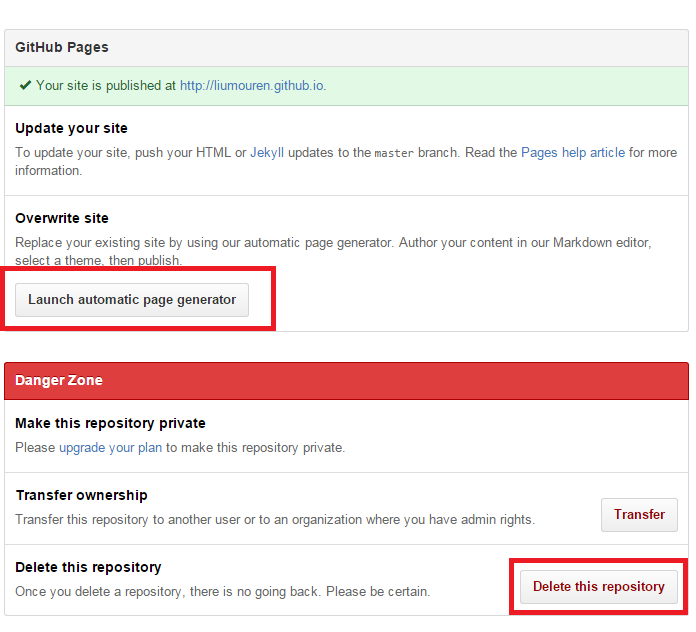 GitHub Pages
Your site is published at http://liumouren.github.io.
Update your site
To update your site, push your HTML or Jekyll updates to the master branch. Read the Pages help article for more
information.
Overwrite site
Replace your existing site by using our automatic page generator. Author your content in our Markdown editor,
select a theme, then publish.
Launch automatic page generator
Danger Zone
Make this repository private
Please upgrade your plan to make this repository private.
Transfer ownership
Transfer this repository to another user or to an organization where you have admin rights.
Transfer
Delete this repository
Once you delete a repository, there is no going back. Please be certain.
Delete this repository